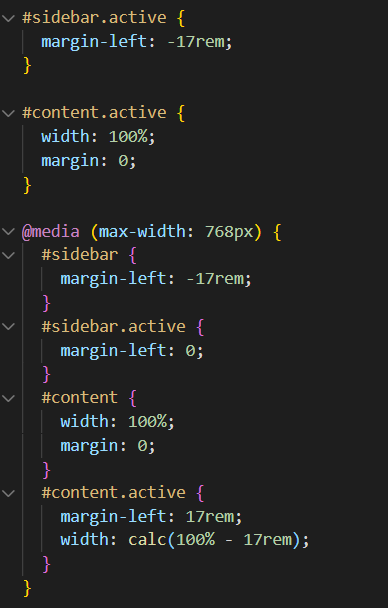 #sidebar.active {
  margin-left: -17rem;
}

#content.active {
  width: 100%;
  margin: 0;
}

@media (max-width: 768px) {
  #sidebar {
    margin-left: -17rem;
  }
  #sidebar.active {
    margin-left: 0;
  }
  #content {
    width: 100%;
    margin: 0;
  }
  #content.active {
    margin-left: 17rem;
    width: calc(100% - 17rem);
  }
}